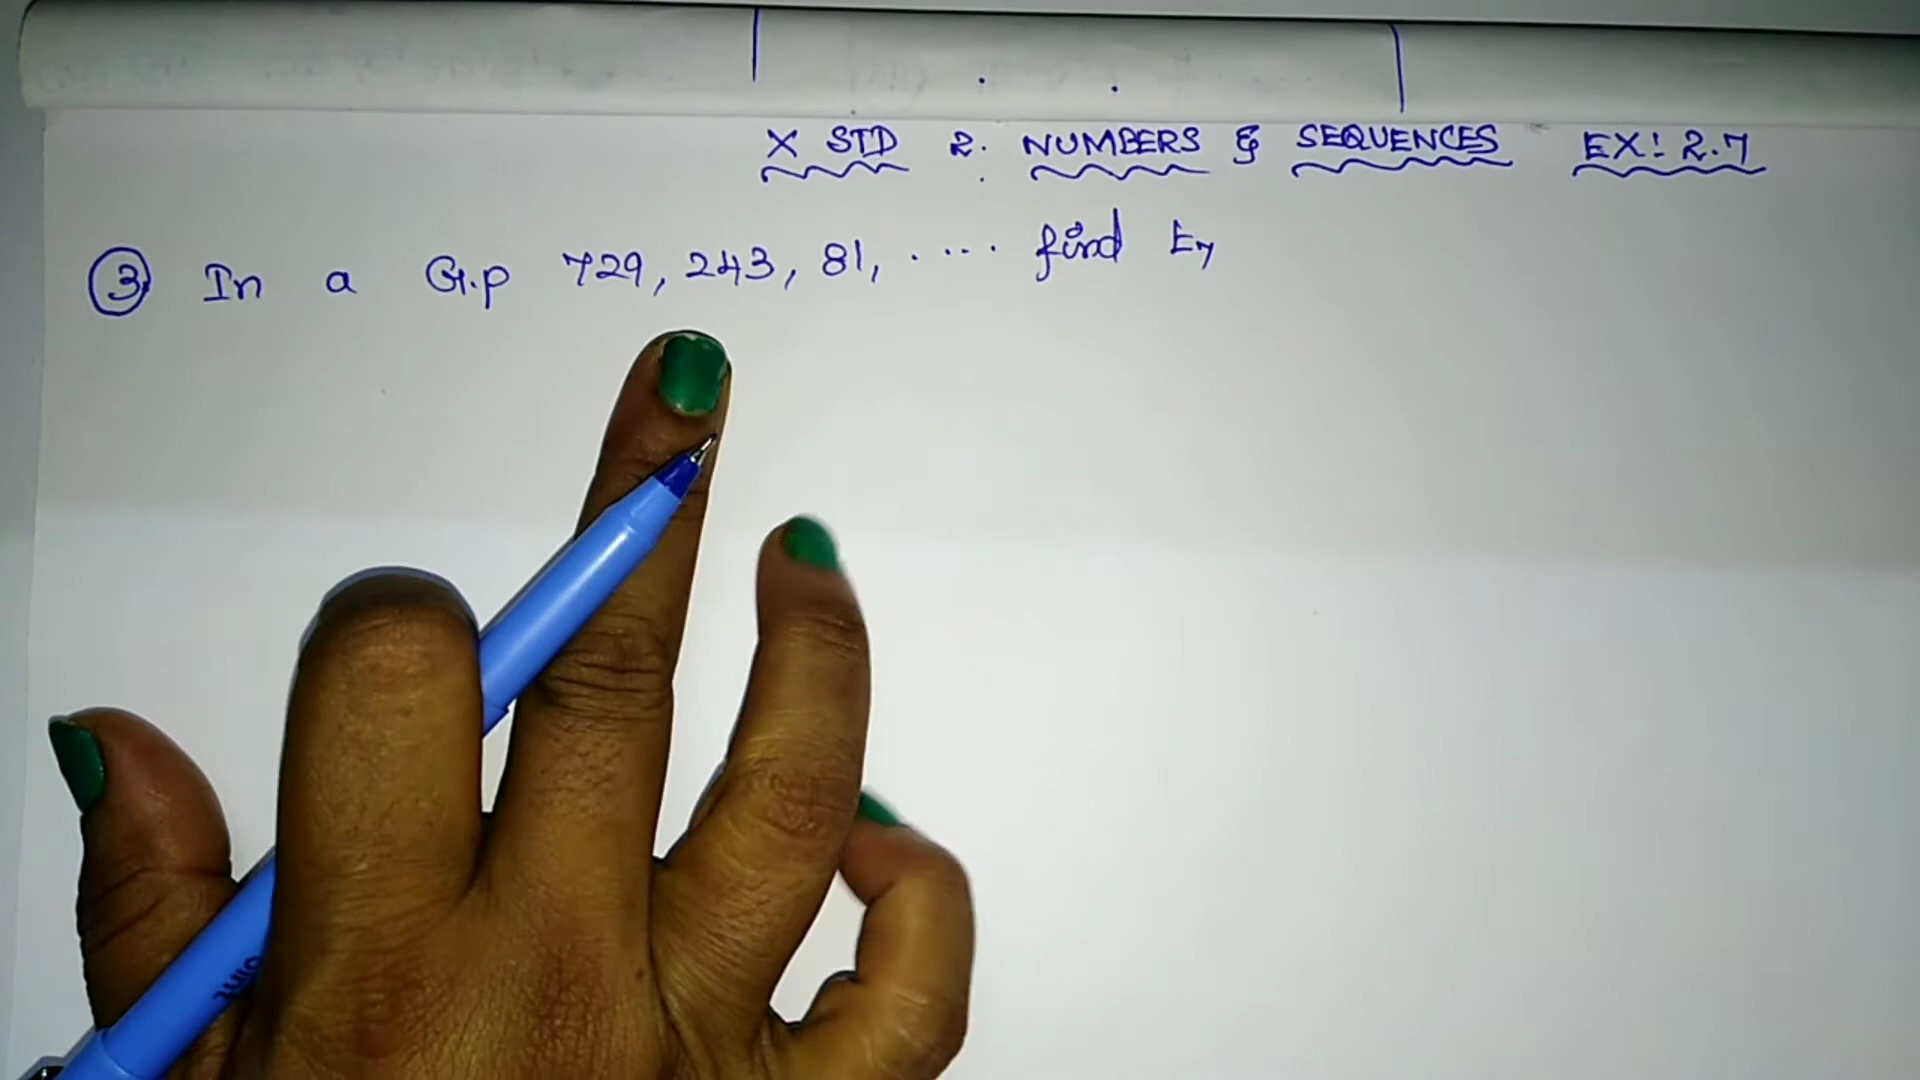 X STD 2. NUMBERS & SEQUENCES EX: 2.7
③ In a G.p 729, 243, 81, ..... find t₇